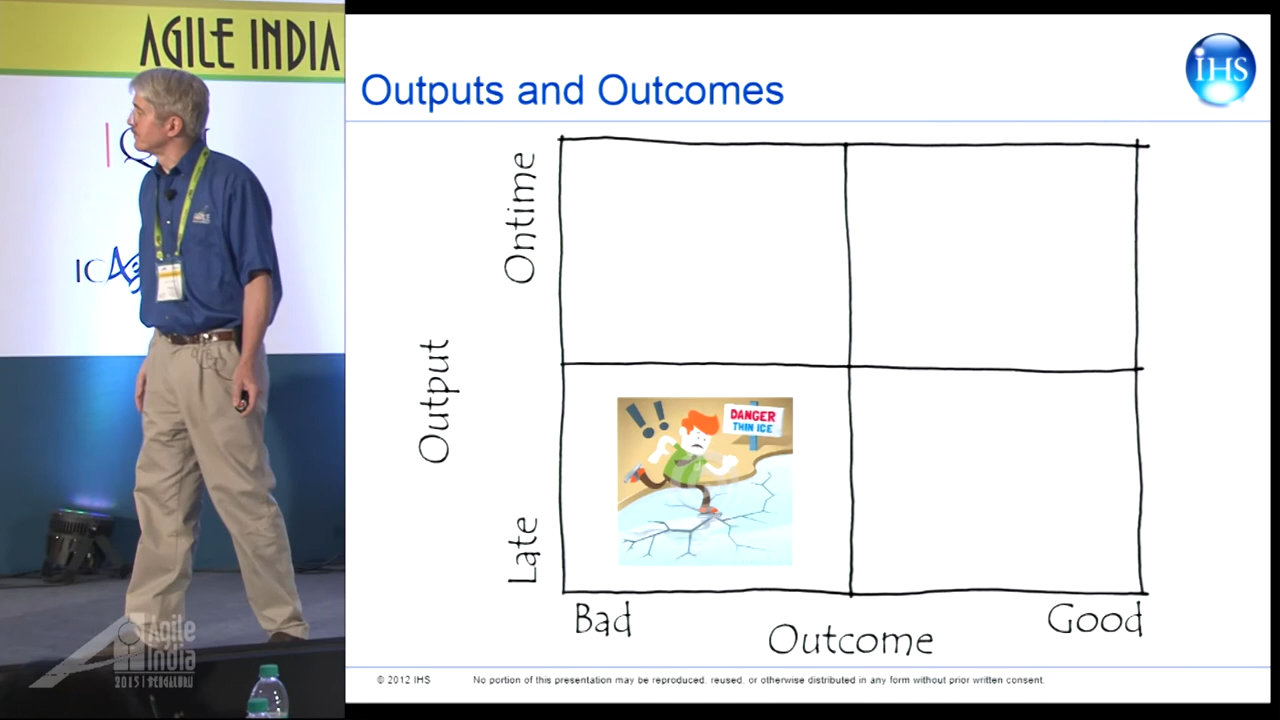 AGILE INDIA
IC
Agile
India
2015 | BENGALURU
Outputs and Outcomes
IHS
Ontime
Output
Late
!!
DANGER
THIN ICE
Bad
Good
Outcome
© 2012 IHS
No portion of this presentation may be reproduced, reused, or otherwise distributed in any form without prior written consent.